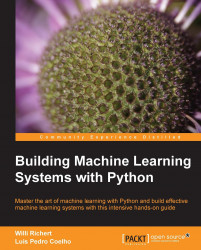 Community Experience Distilled
Building Machine Learning
Systems with Python
Master the art of machine learning with Python and build effective
machine learning systems with this intensive hands-on guide
Willi Richert
Luis Pedro Coelho
PACKT
open source
PUBLISHING